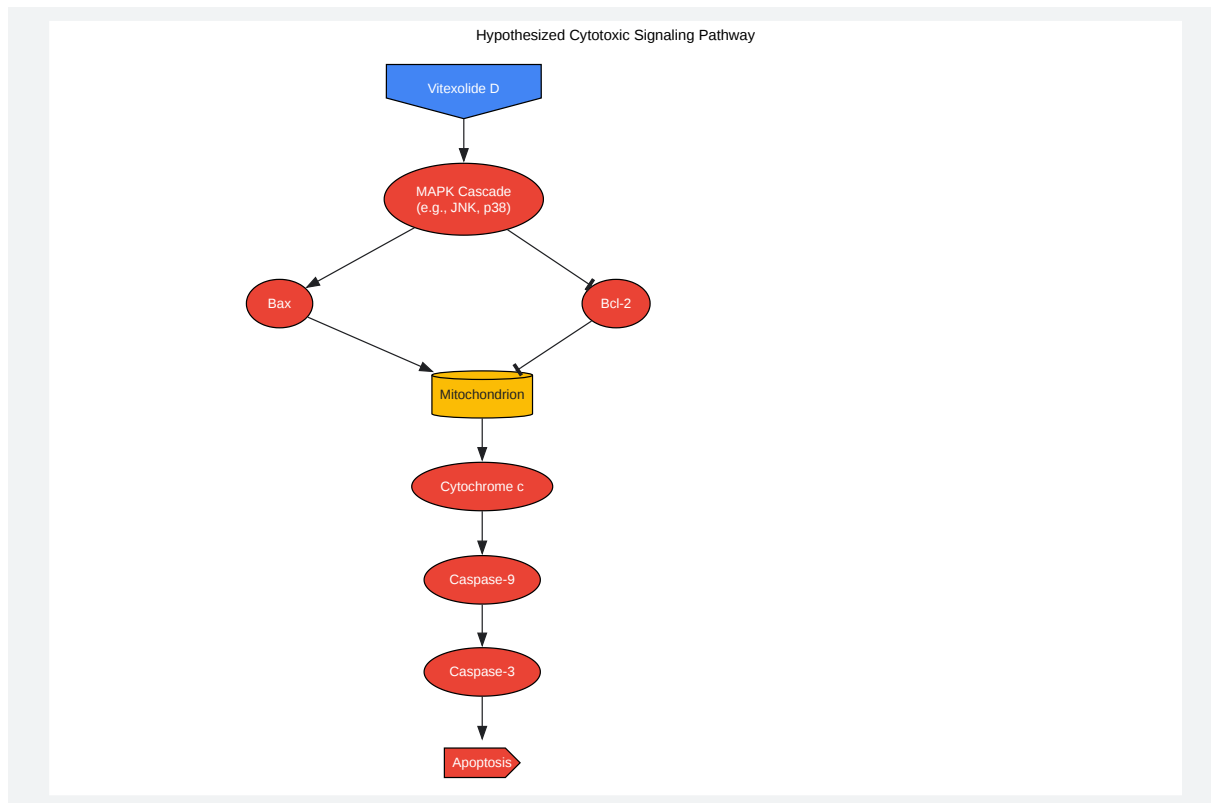 Hypothesized Cytotoxic Signaling Pathway
Vitexolide D
MAPK Cascade
(e.g., JNK, p38)
Bax
Bcl-2
Mitochondrion
Cytochrome c
Caspase-9
Caspase-3
Apoptosis